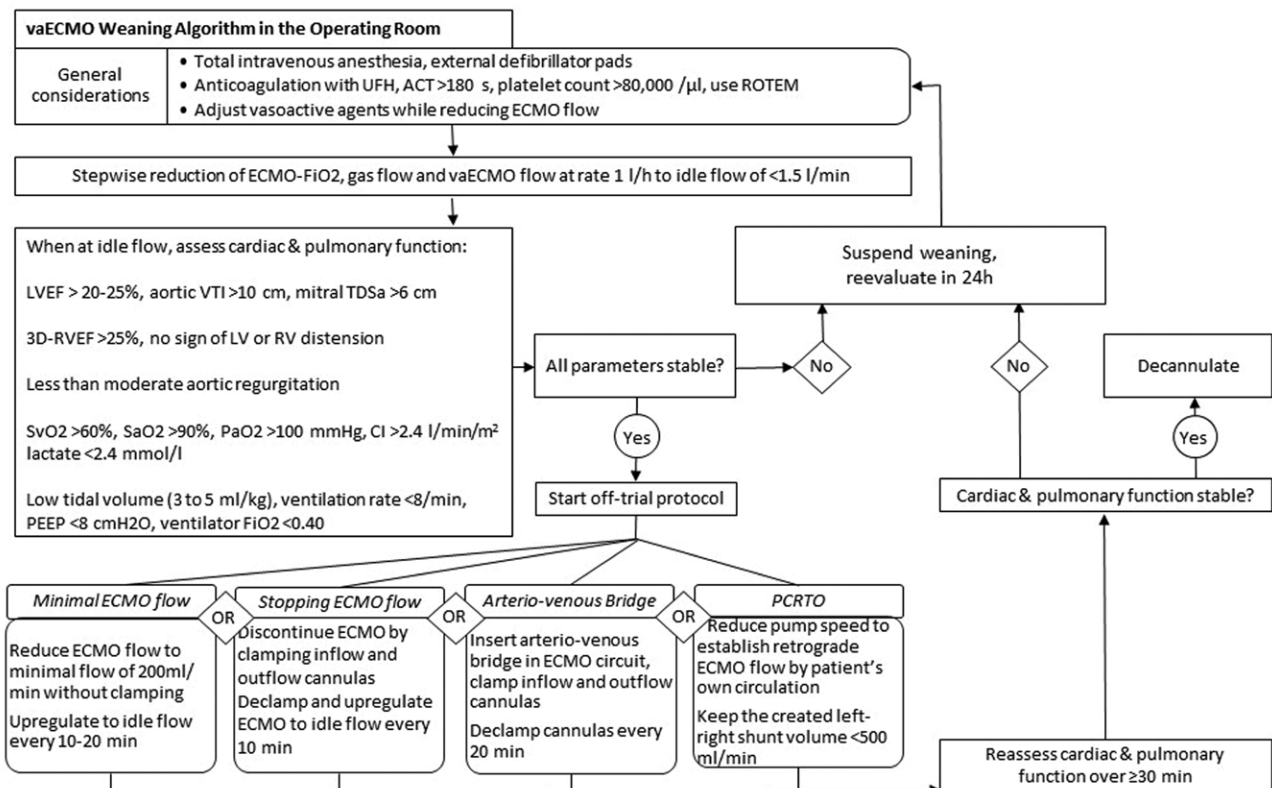 vaECMO Weaning Algorithm in the Operating Room
General
considerations
• Total intravenous anesthesia, external defibrillator pads
• Anticoagulation with UFH, ACT >180 s, platelet count >80,000 /µl, use ROTEM
• Adjust vasoactive agents while reducing ECMO flow
Stepwise reduction of ECMO-FiO2, gas flow and vaECMO flow at rate 1 l/h to idle flow of <1.5 l/min
When at idle flow, assess cardiac & pulmonary function:
LVEF > 20-25%, aortic VTI >10 cm, mitral TDSa >6 cm
3D-RVEF >25%, no sign of LV or RV distension
Less than moderate aortic regurgitation
SvO2 >60%, SaO2 >90%, PaO2 >100 mmHg, CI >2.4 l/min/m²
lactate <2.4 mmol/l
Low tidal volume (3 to 5 ml/kg), ventilation rate <8/min,
PEEP <8 cmH2O, ventilator FiO2 <0.40
All parameters stable?
No
Yes
Start off-trial protocol
Suspend weaning,
reevaluate in 24h
No
Decannulate
Yes
Cardiac & pulmonary function stable?
Minimal ECMO flow
Reduce ECMO flow to
minimal flow of 200ml/
min without clamping
Upregulate to idle flow
every 10-20 min
OR
Stopping ECMO flow
Discontinue ECMO by
clamping inflow and
outflow cannulas
Declamp and upregulate
ECMO to idle flow every
10 min
OR
Arterio-venous Bridge
Insert arterio-venous
bridge in ECMO circuit,
clamp inflow and outflow
cannulas
Declamp cannulas every
20 min
OR
PCRTO
Reduce pump speed to
establish retrograde
ECMO flow by patient's
own circulation
Keep the created left-
right shunt volume <500
ml/min
Reassess cardiac & pulmonary
function over ≥30 min